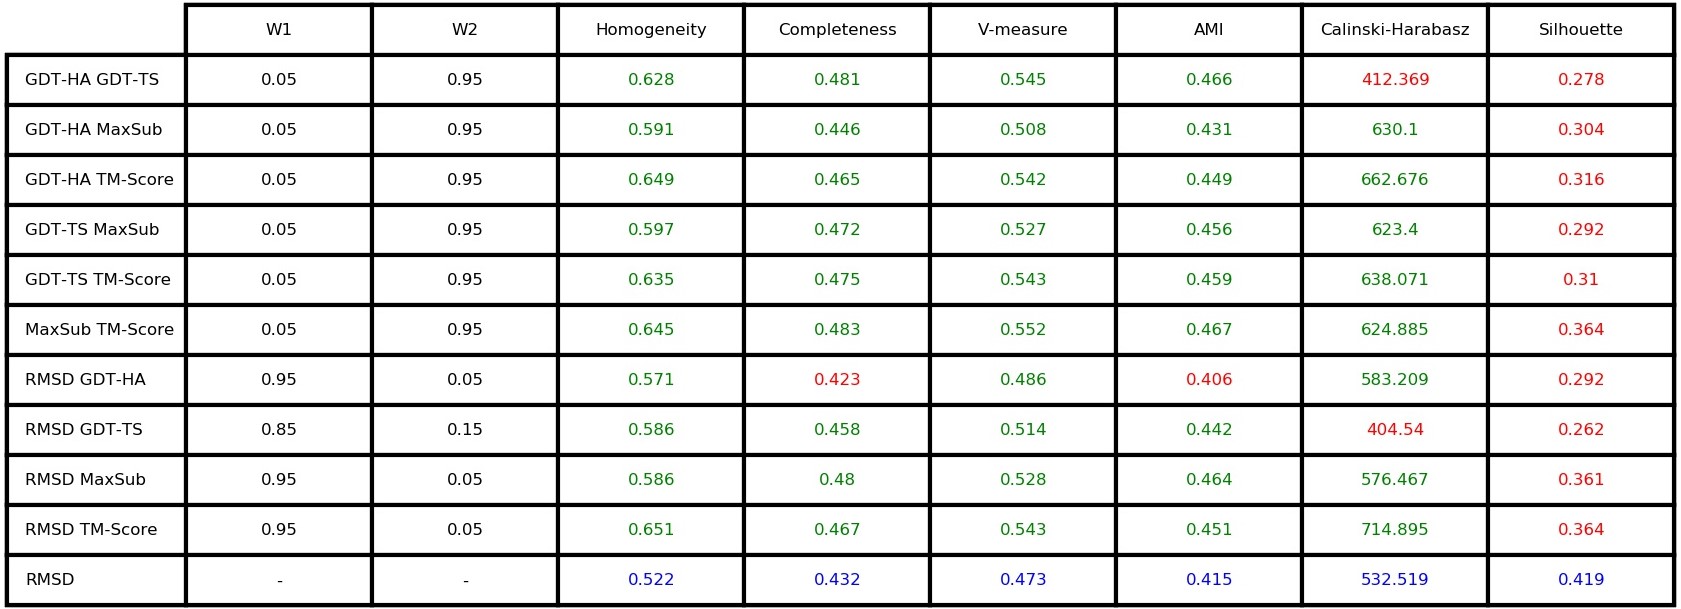 W1 W2 Homogeneity Completeness V-measure AMI Calinski-Harabasz Silhouette
GDT-HA GDT-TS 0.05 0.95 0.628 0.481 0.545 0.466 412.369 0.278
GDT-HA MaxSub 0.05 0.95 0.591 0.446 0.508 0.431 630.1 0.304
GDT-HA TM-Score 0.05 0.95 0.649 0.465 0.542 0.449 662.676 0.316
GDT-TS MaxSub 0.05 0.95 0.597 0.472 0.527 0.456 623.4 0.292
GDT-TS TM-Score 0.05 0.95 0.635 0.475 0.543 0.459 638.071 0.31
MaxSub TM-Score 0.05 0.95 0.645 0.483 0.552 0.467 624.885 0.364
RMSD GDT-HA 0.95 0.05 0.571 0.423 0.486 0.406 583.209 0.292
RMSD GDT-TS 0.85 0.15 0.586 0.458 0.514 0.442 404.54 0.262
RMSD MaxSub 0.95 0.05 0.586 0.48 0.528 0.464 576.467 0.361
RMSD TM-Score 0.95 0.05 0.651 0.467 0.543 0.451 714.895 0.364
RMSD - - 0.522 0.432 0.473 0.415 532.519 0.419